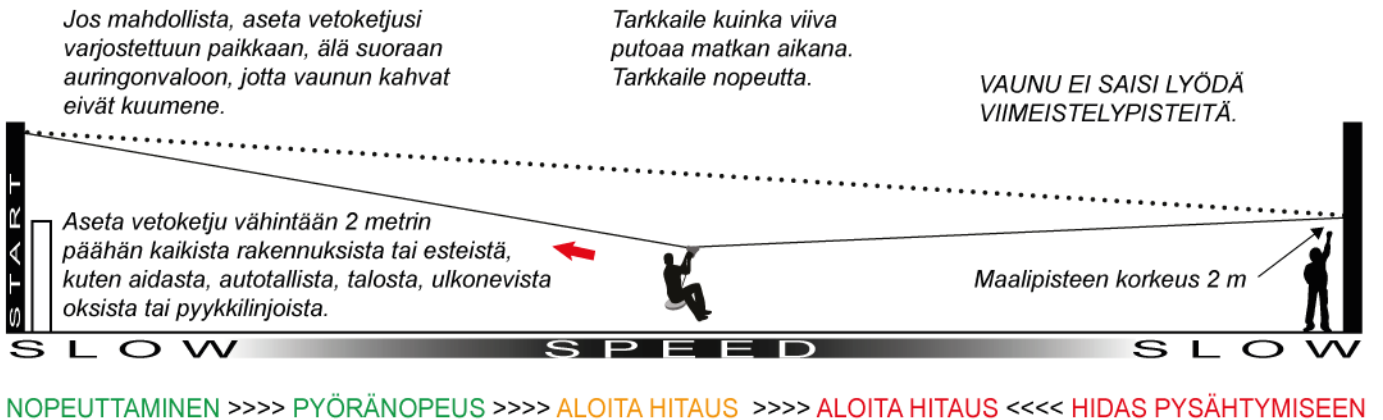 Jos mahdollista, aseta vetoketjusi
varjostettuun paikkaan, älä suoraan
auringonvaloon, jotta vaunun kahvat
eivät kuumene.
Tarkkaile kuinka viiva
putoaa matkan aikana.
Tarkkaile nopeutta.
VAUNU EI SAISI LYÖDÄ
VIIMEISTELYPISTEITÄ.
START
Aseta vetoketju vähintään 2 metrin
päähän kaikista rakennuksista tai esteistä,
kuten aidasta, autotallista, talosta, ulkonevista
oksista tai pyykkilinjoista.
Maalipisteen korkeus 2 m
SLOW SPEED SLOW
NOPEUTTAMINEN >>>> PYÖRÄNOPEUS >>>> ALOITA HITAUS >>>> ALOITA HITAUS <<<< HIDAS PYSÄHTYMISEEN